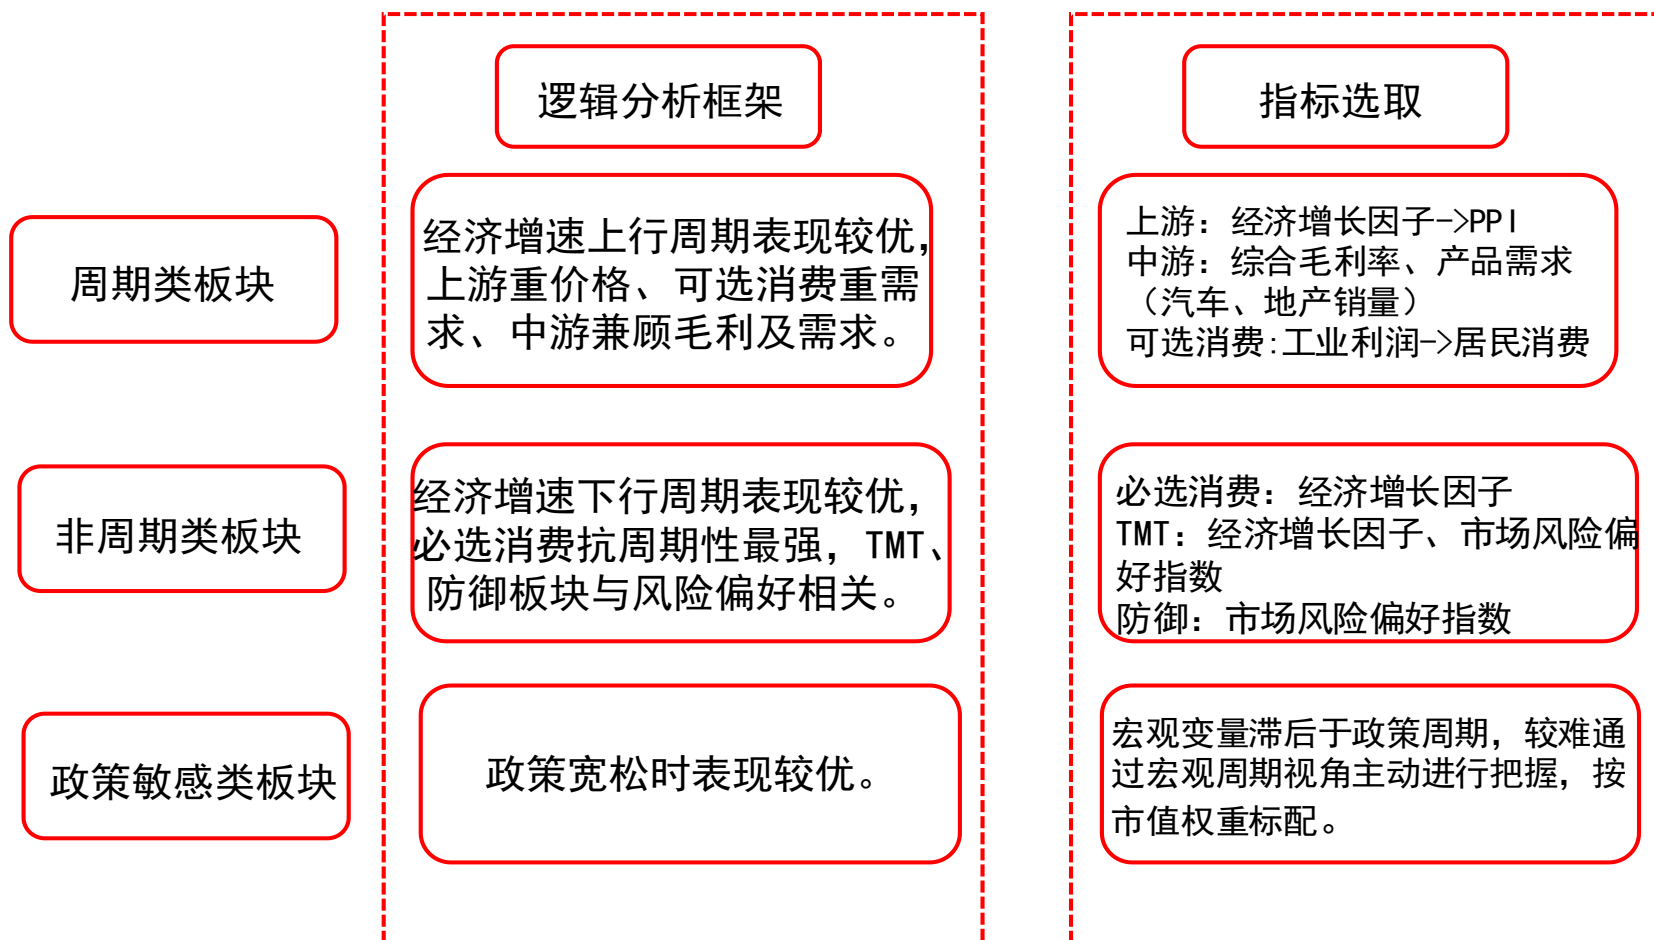 逻辑分析框架
指标选取
周期类板块
经济增速上行周期表现较优,
上游重价格、可选消费重需
求、中游兼顾毛利及需求。
上游：经济增长因子->PPI
中游：综合毛利率、产品需求
（汽车、地产销量）
可选消费:工业利润->居民消费
非周期类板块
经济增速下行周期表现较优，
必选消费抗周期性最强，TMT、
防御板块与风险偏好相关。
必选消费：经济增长因子
TMT：经济增长因子、市场风险偏
好指数
防御：市场风险偏好指数
政策敏感类板块
政策宽松时表现较优。
宏观变量滞后于政策周期，较难通
过宏观周期视角主动进行把握，按
市值权重标配。